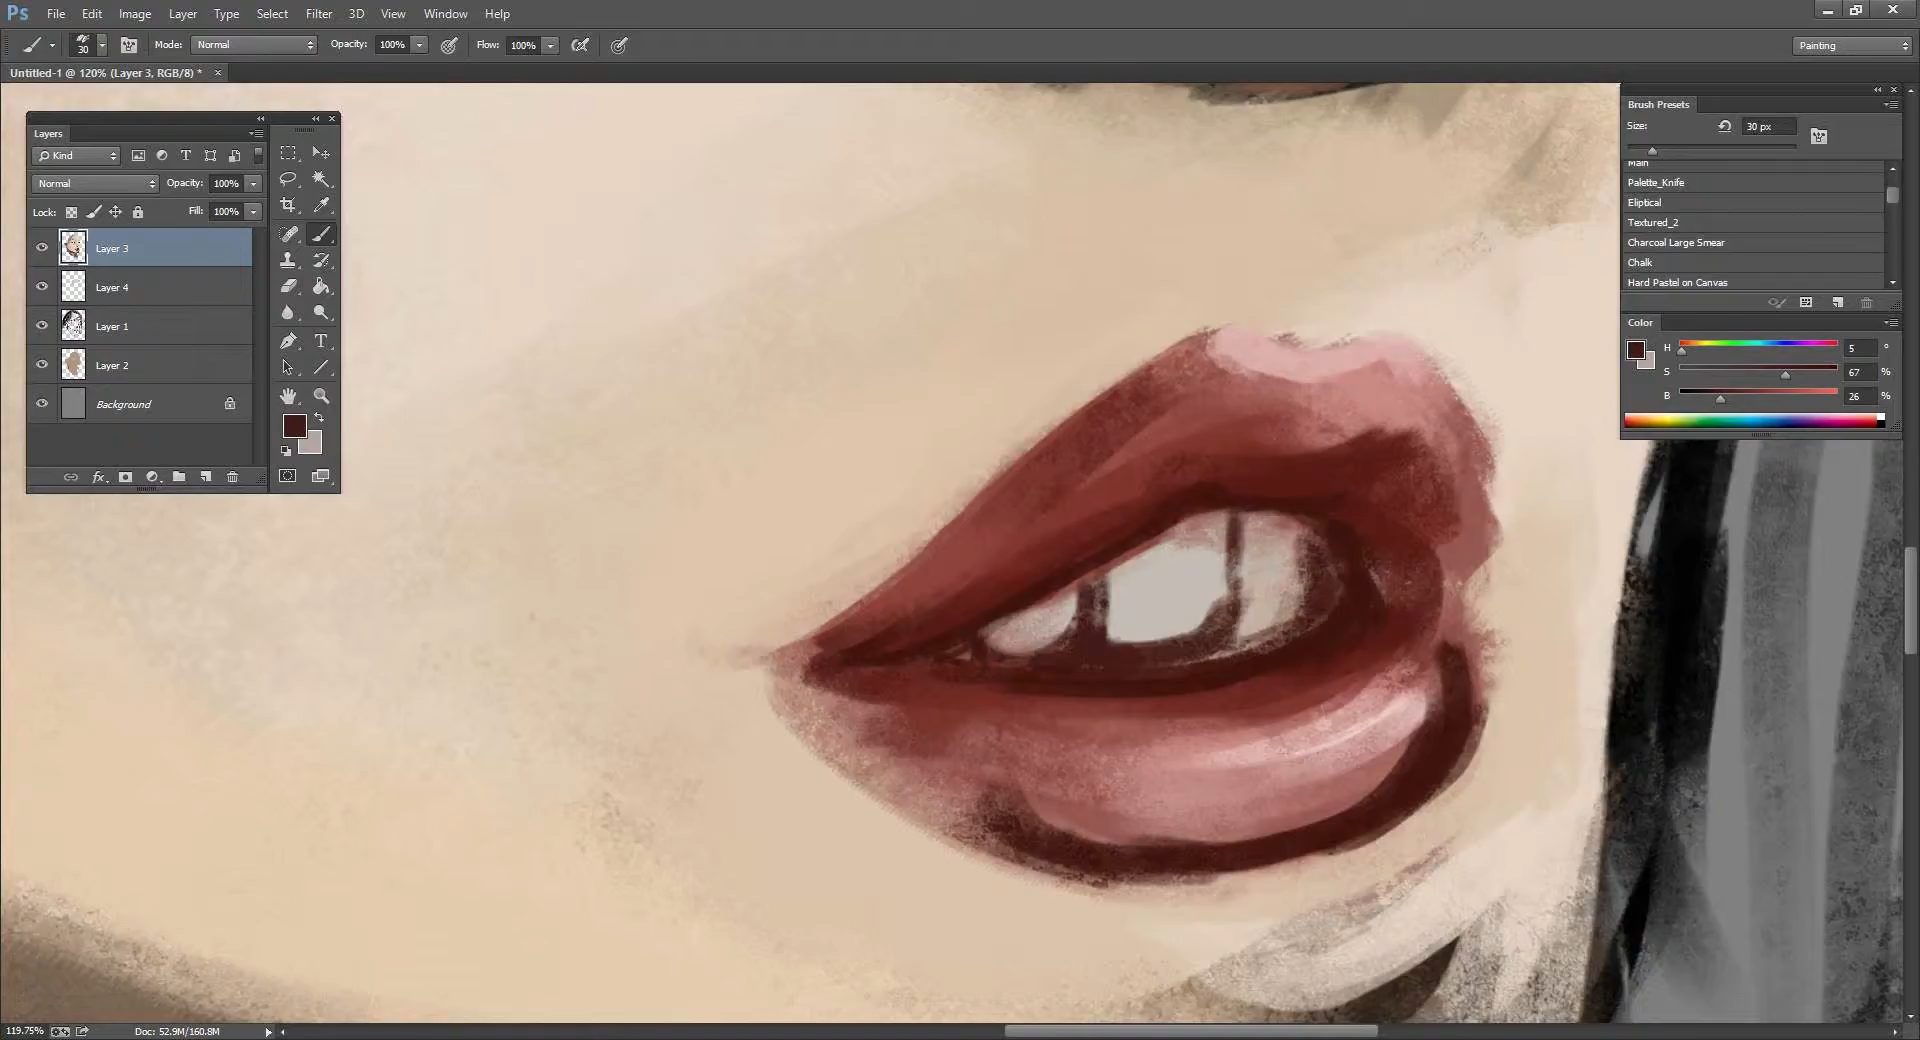 Ps File Edit Image Layer Type Select Filter 3D View Window Help
30 Mode: Normal Opacity: 100% Flow: 100% Painting
Untitled-1 @ 120% (Layer 3, RGB/8) *
Layers
Kind
Normal Opacity: 100%
Lock: Fill: 100%
Layer 3
Layer 4
Layer 1
Layer 2
Background
fx
T
T
Brush Presets
Size: 30 px
Main
Palette_Knife
Eliptical
Textured_2
Charcoal Large Smear
Chalk
Hard Pastel on Canvas
Color
H 5 °
S 67 %
B 26 %
119.75% Doc: 52.9M/160.8M